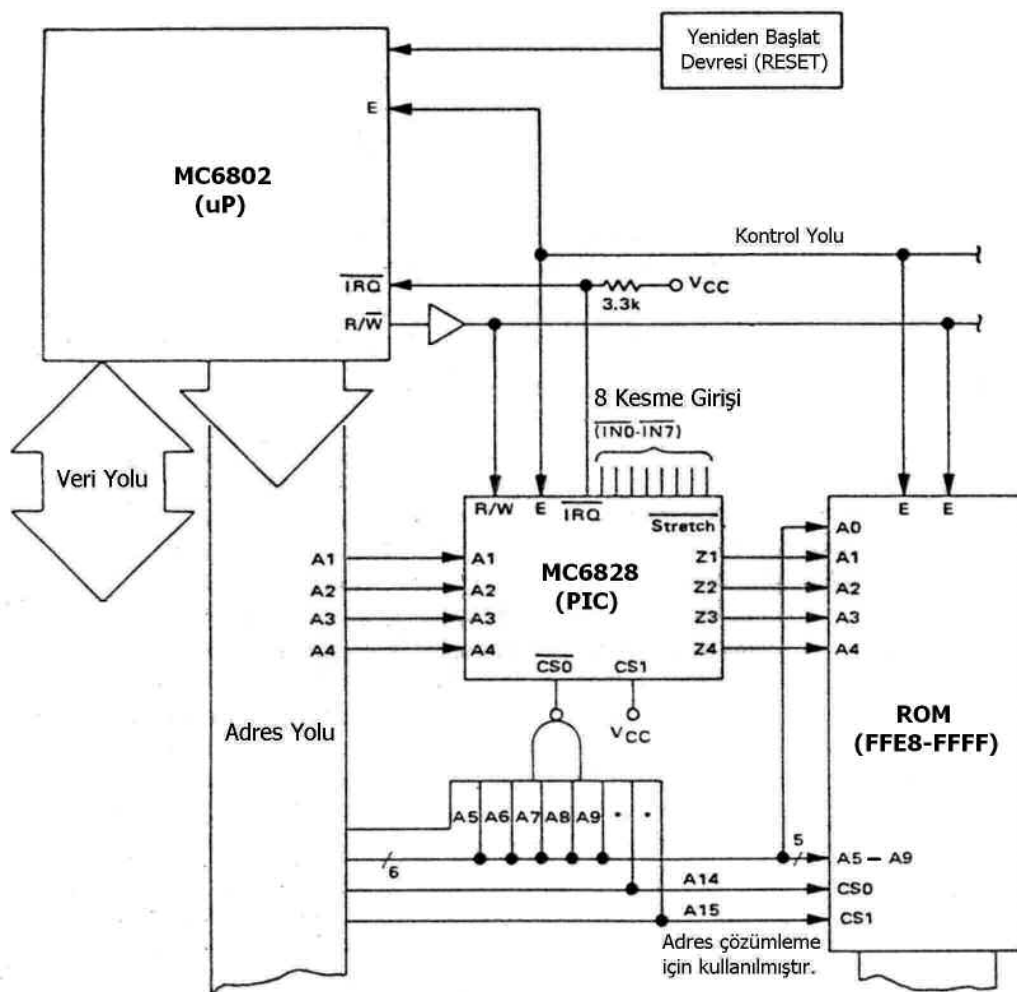 Yeniden Başlat
Devresi (RESET)
E
MC6802
(uP)
Kontrol Yolu
IRQ
VCC
3.3k
R/W
8 Kesme Girişi
(IN0-IN7)
Veri Yolu
R/W E IRQ
Stretch
E E
A0
A1 A1 Z1 A1
MC6828
(PIC)
A2 A2 Z2 A2
A3 A3 Z3 A3
A4 A4 Z4 A4
CS0 CS1
ROM
(FFE8-FFFF)
Adres Yolu
VCC
A5 A6 A7 A8 A9 • •
5
6
A5 – A9
A14 CS0
A15 CS1
Adres çözümleme
için kullanılmıştır.